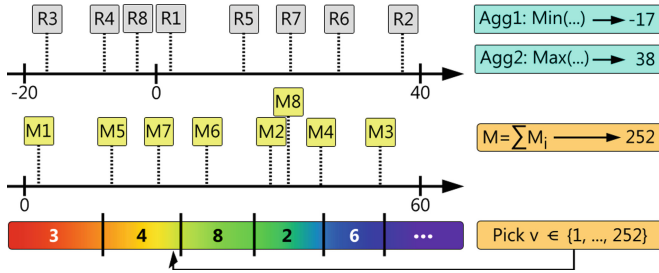 R3 R4 R8 R1 R5 R7 R6 R2
Agg1: Min(...) → -17
Agg2: Max(...) → 38
-20 0 40
M8
M1 M5 M7 M6 M2 M4 M3
M=∑Mi → 252
0 60
3 4 8 2 6 ...
Pick v ∈ {1, ..., 252}